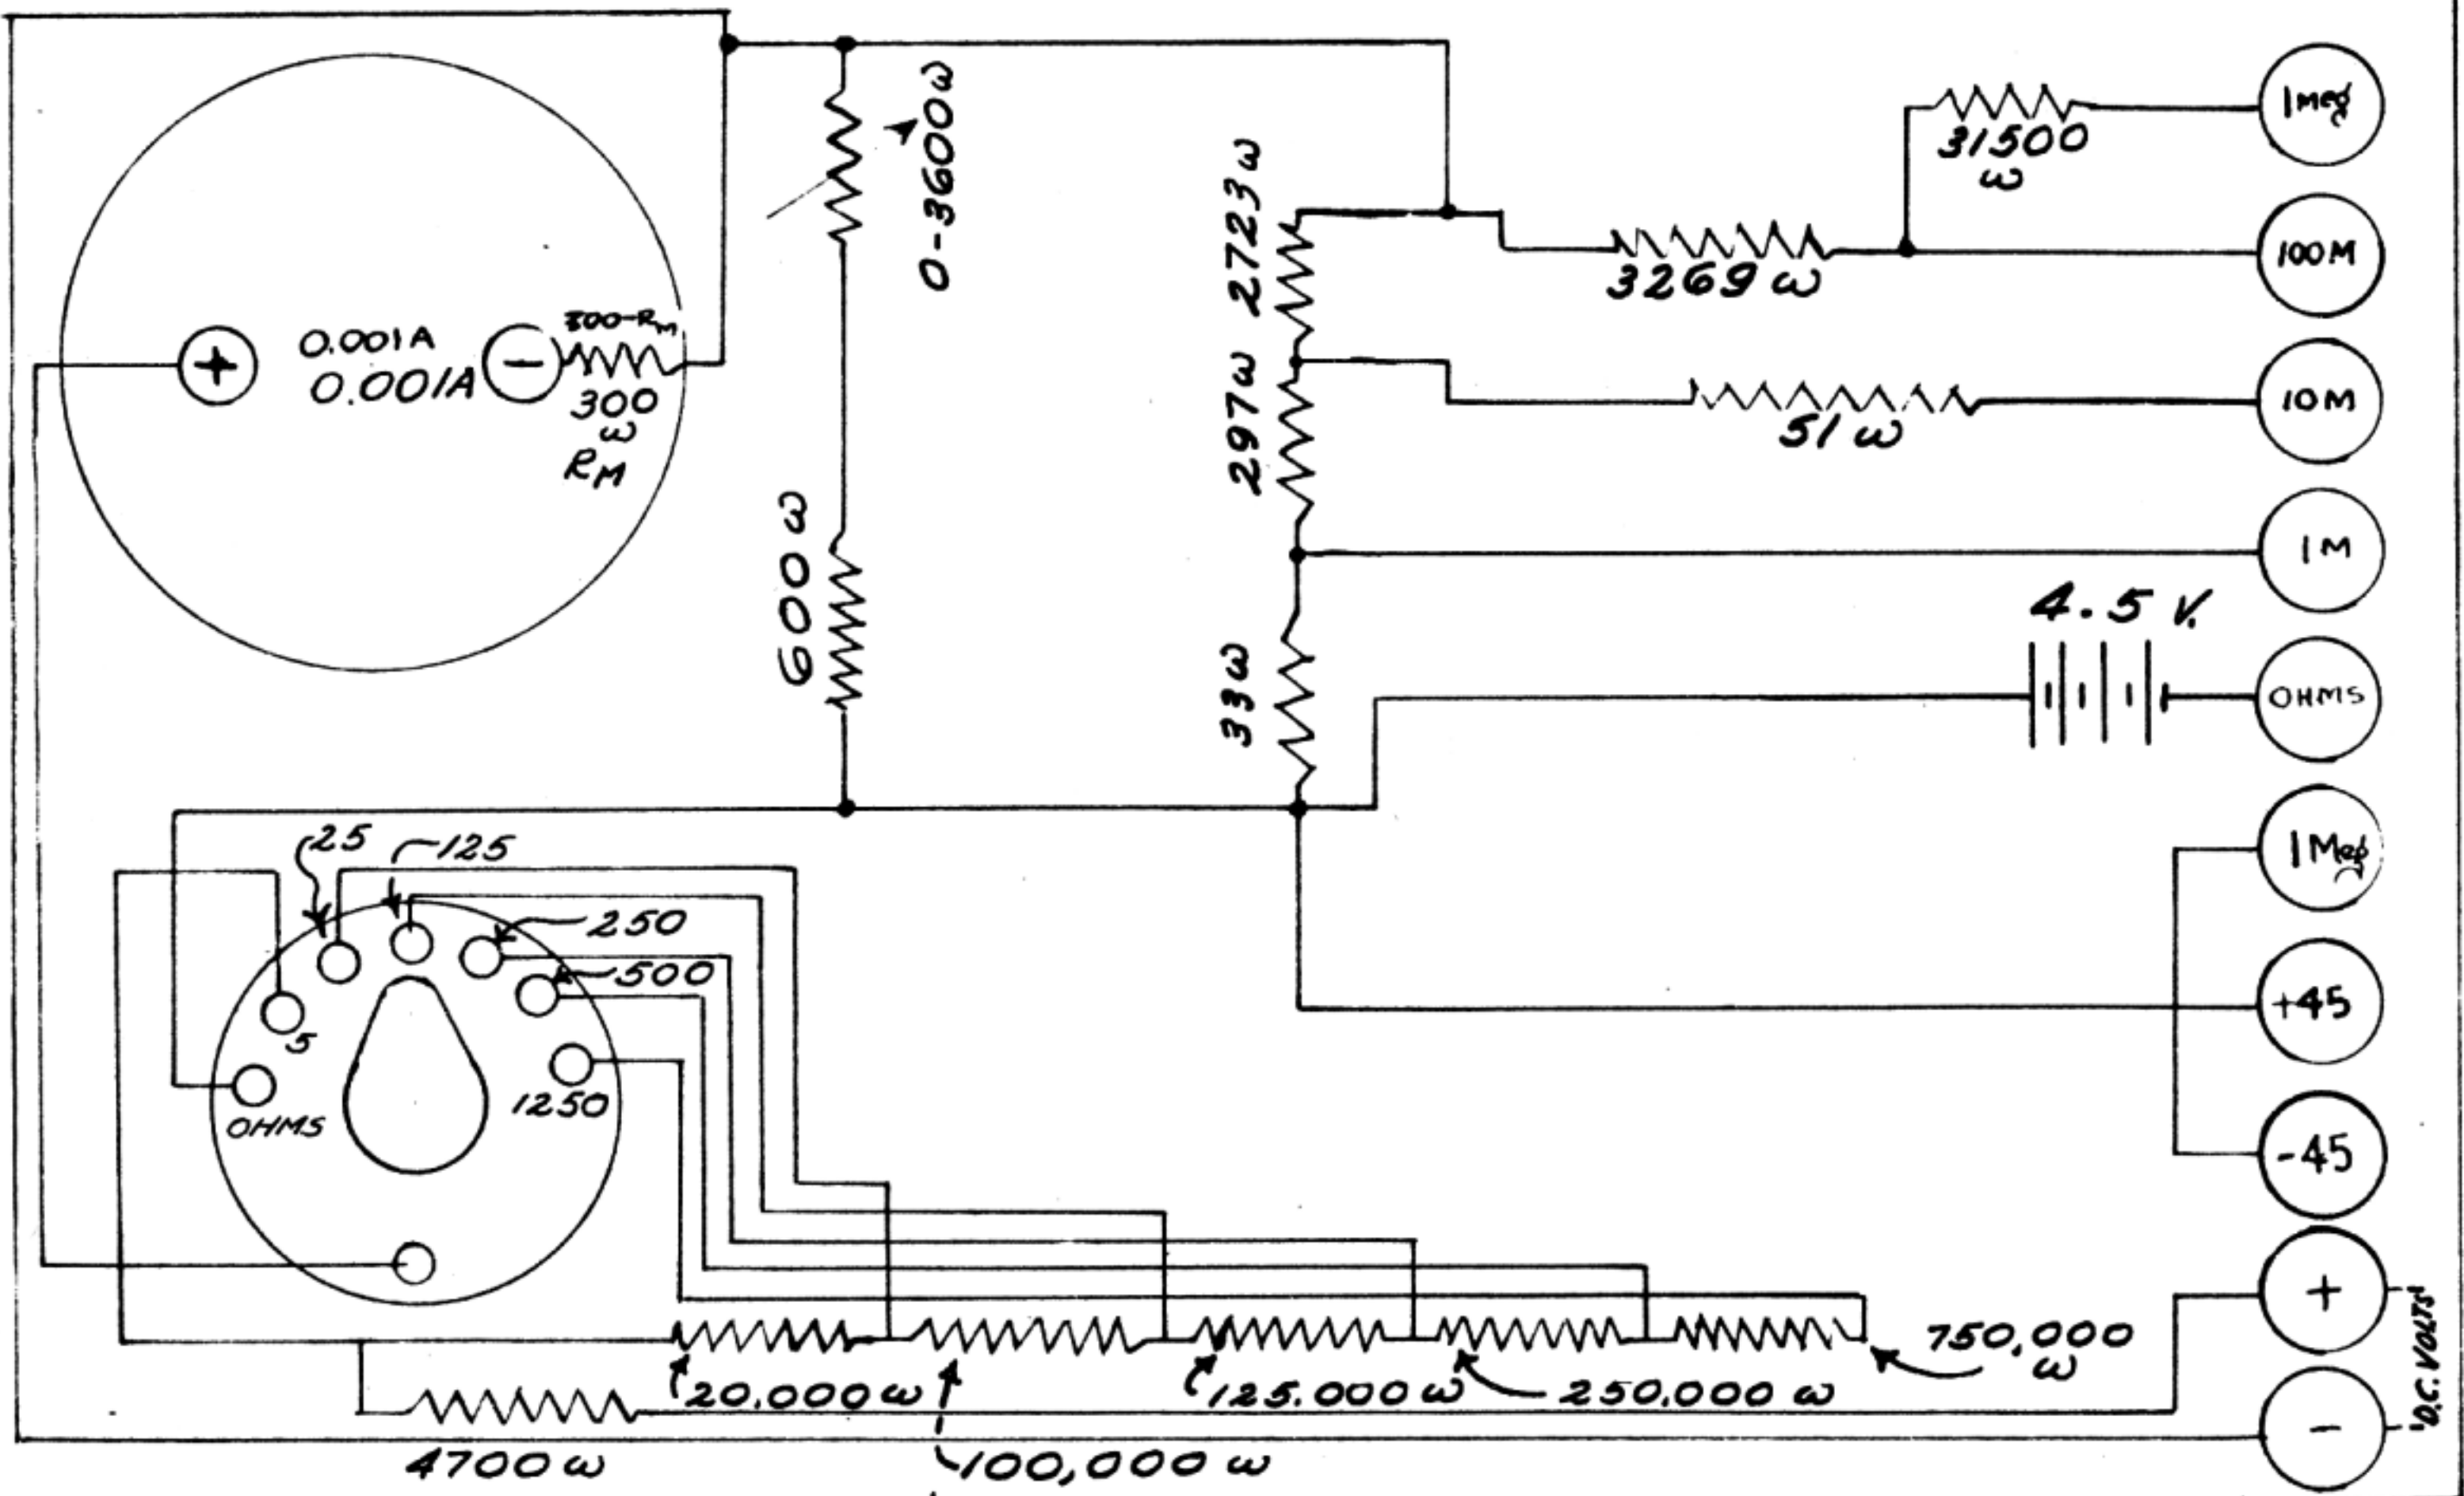 0-3600ω
2723ω
31500
ω
1meg
3269ω
100M
0.001A
0.001A
+
−
300-RM
300
ω
RM
297ω
51ω
10M
600ω
1M
4.5 V.
33ω
OHMS
25
125
1Meg
250
500
5
+45
1250
OHMS
-45
+
D.C. VOLTS
−
750,000
ω
20,000ω
125.000ω
250.000ω
4700ω
100,000ω